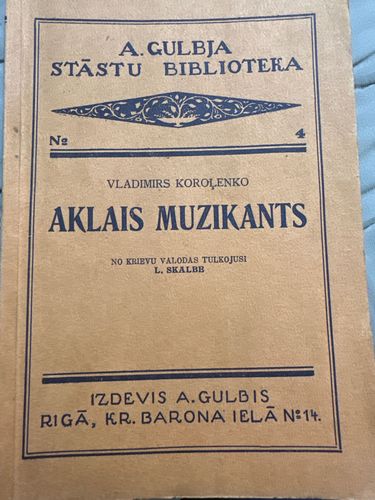 A. GULBJA
STĀSTU BIBLIOTEKA
№ 4
VLADIMIRS KOROĻENKO
AKLAIS MUZIKANTS
NO KRIEVU VALODAS TULKOJUSI
L. SKALBE
IZDEVIS A. GULBIS
RIGĀ, KR. BARONA IELĀ №14.